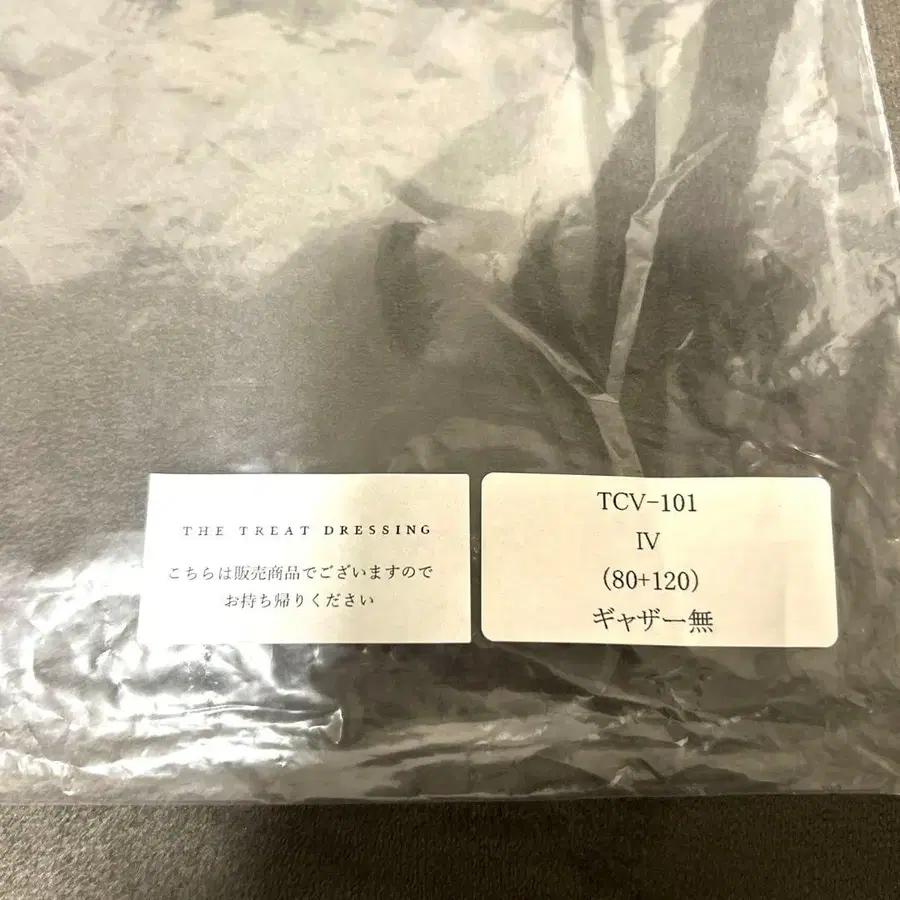 THE TREAT DRESSING
こちらは販売商品でございますので
お持ち帰りください
TCV-101
IV
(80+120)
ギャザー無